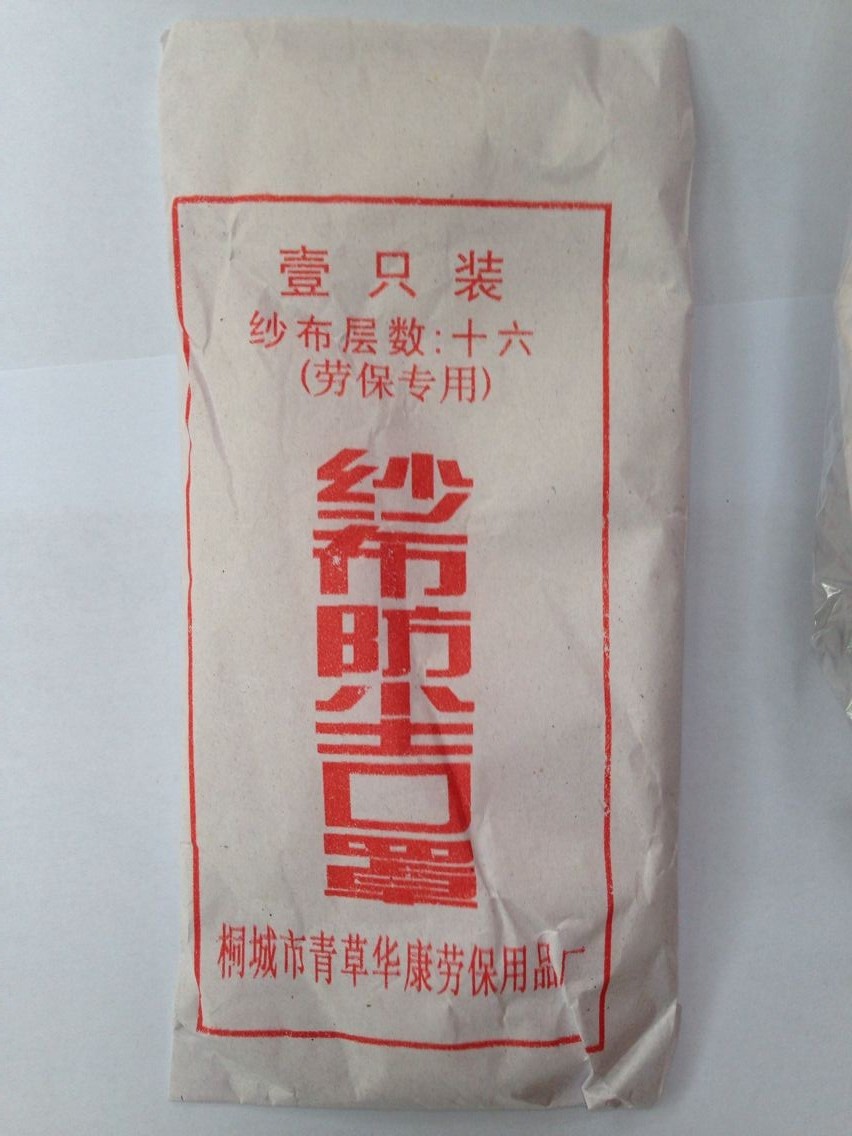 壹只装
纱布层数:十六
(劳保专用)
纱布防尘口罩
桐城市青草华康劳保用品厂